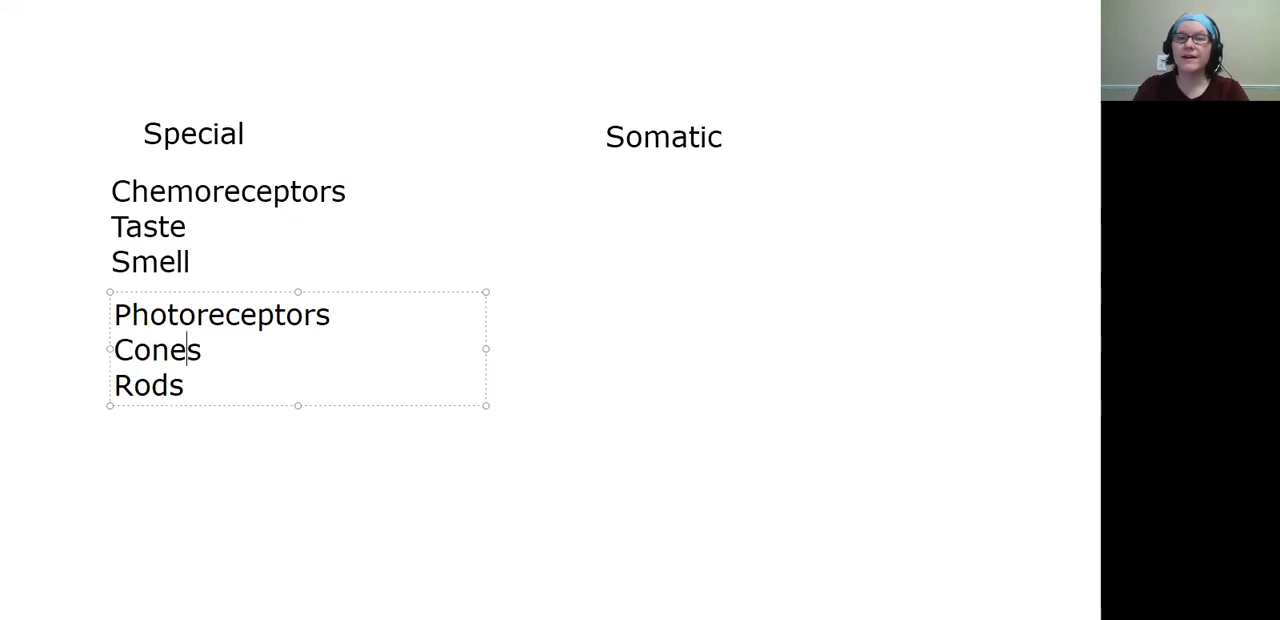 Special
Somatic
Chemoreceptors
Taste
Smell
Photoreceptors
Cones
Rods